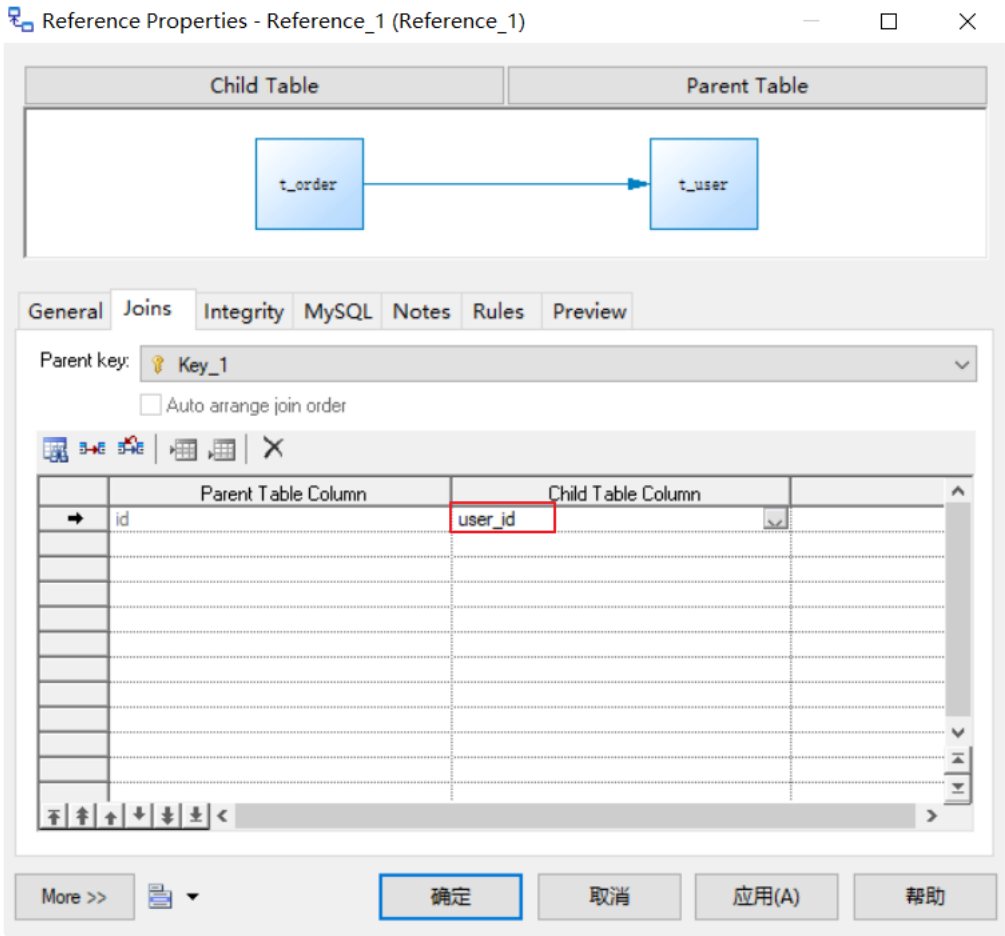 Reference Properties - Reference_1 (Reference_1)
Child Table Parent Table
t_order t_user
General Joins Integrity MySQL Notes Rules Preview
Parent key: Key_1
Auto arrange join order
Parent Table Column Child Table Column
id user_id
More >> 确定 取消 应用(A) 帮助